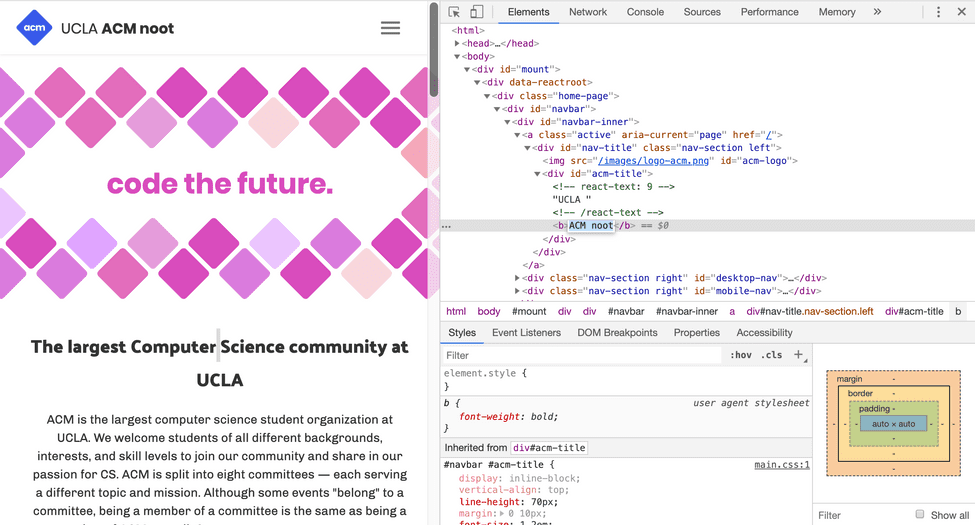 acm UCLA ACM noot
code the future.
The largest Computer Science community at
UCLA
ACM is the largest computer science student organization at
UCLA. We welcome students of all different backgrounds,
interests, and skill levels to join our community and share in our
passion for CS. ACM is split into eight committees — each serving
a different topic and mission. Although some events "belong" to a
committee, being a member of a committee is the same as being a
Elements Network Console Sources Performance Memory »
<html>
<head>…</head>
<body>
<div id="mount">
<div data-reactroot>
<div class="home-page">
<div id="navbar">
<div id="navbar-inner">
<a class="active" aria-current="page" href="/">
<div id="nav-title" class="nav-section left">
<img src="/images/logo-acm.png" id="acm-logo">
<div id="acm-title">
<!-- react-text: 9 -->
"UCLA "
<!-- /react-text -->
… <b>ACM noot</b> == $0
</div>
</div>
</a>
<div class="nav-section right" id="desktop-nav">…</div>
<div class="nav-section right" id="mobile-nav">…</div>
html body #mount div div #navbar #navbar-inner a div#nav-title.nav-section.left div#acm-title b
Styles Event Listeners DOM Breakpoints Properties Accessibility
Filter :hov .cls +
element.style {
}
b { user agent stylesheet
font-weight: bold;
}
Inherited from div#acm-title
#navbar #acm-title { main.css:1
display: inline-block;
vertical-align: top;
line-height: 70px;
margin: 0 10px;
font-size: 1.2em;
margin -
border -
padding -
- - - auto × auto - - -
-
-
-
Filter Show all